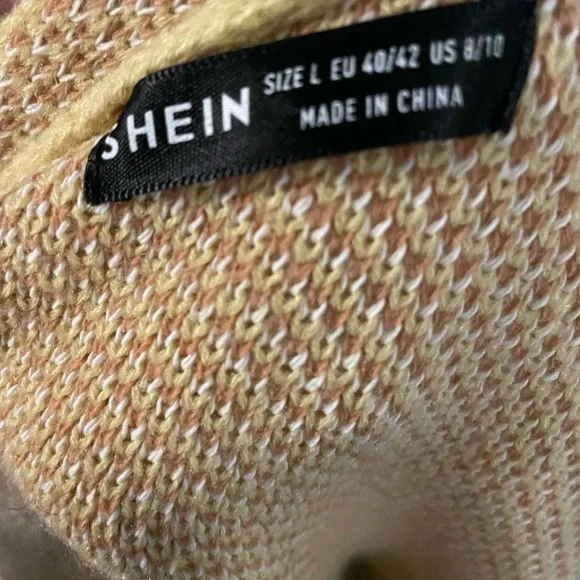 SHEIN
SIZE L EU 40/42 US 8/10
MADE IN CHINA